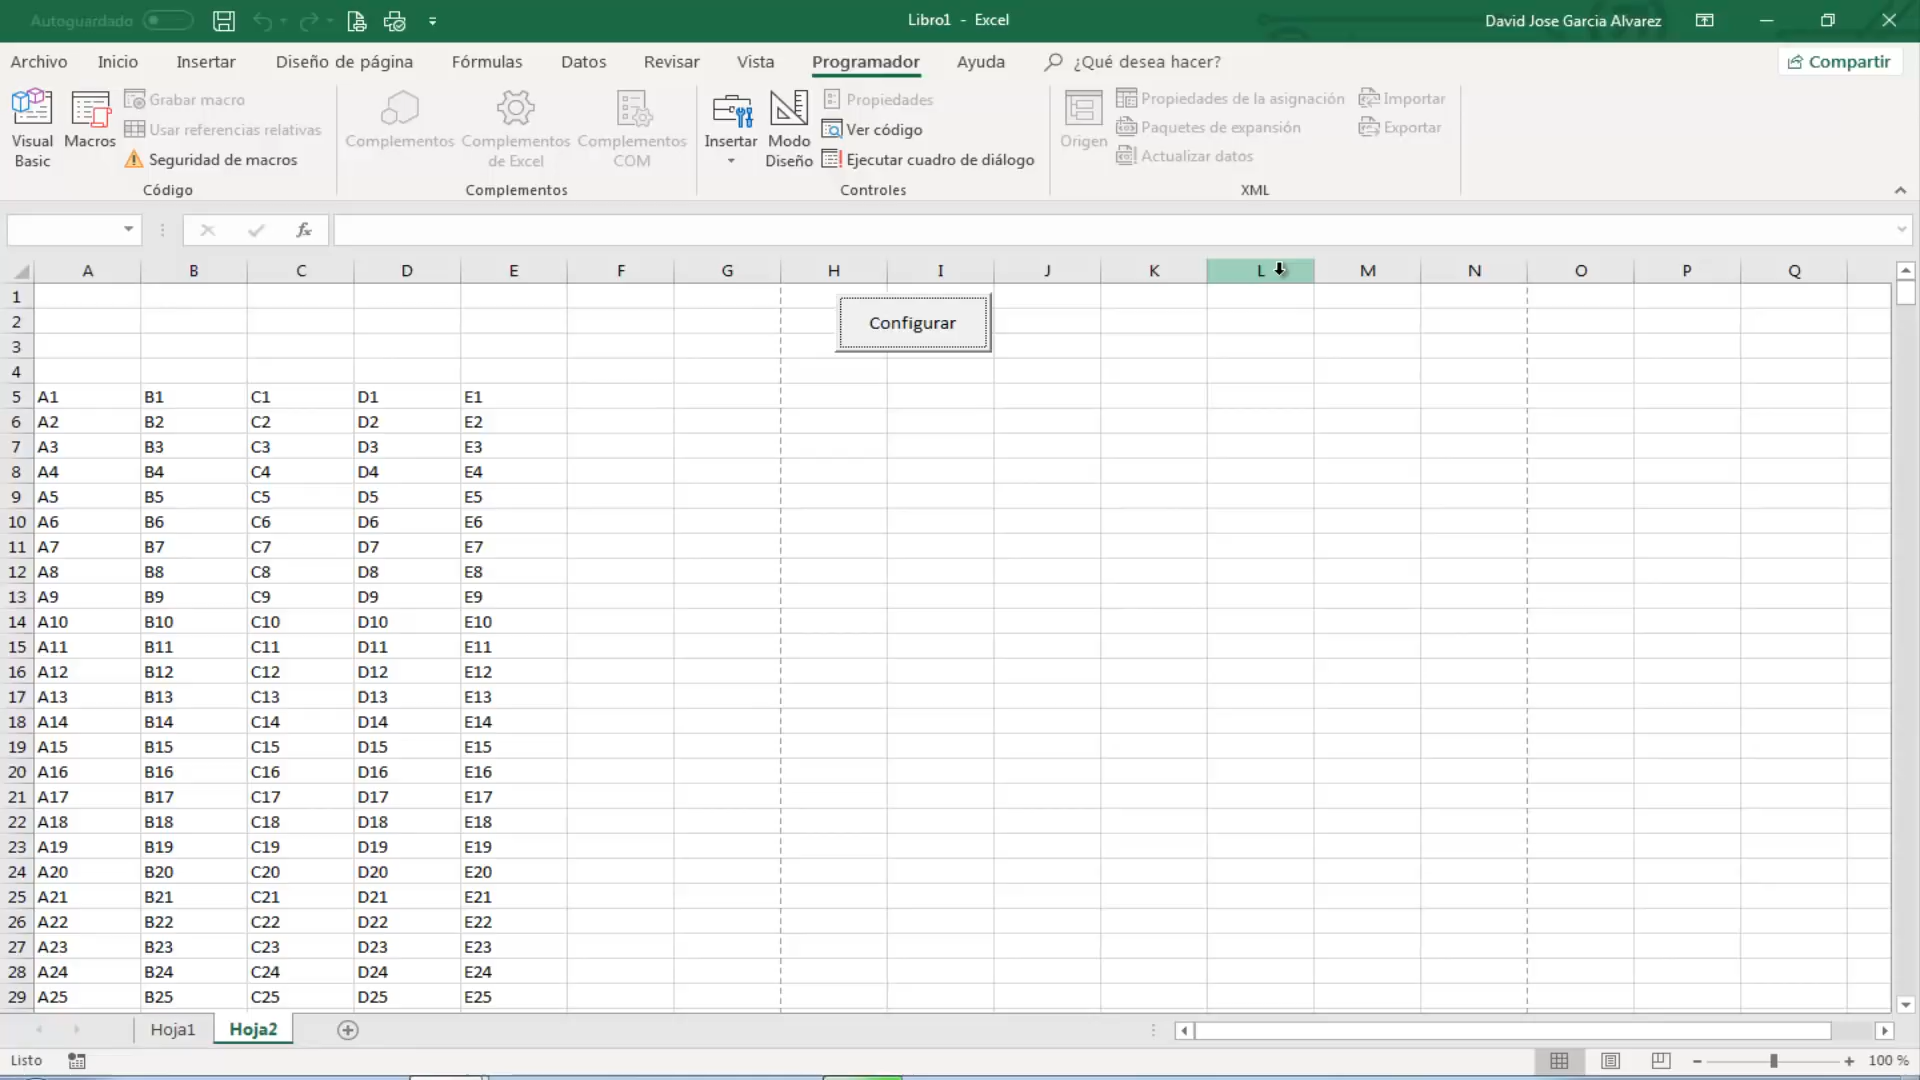 Autoguardado
Libro1 - Excel
David Jose Garcia Alvarez
Archivo Inicio Insertar Diseño de página Fórmulas Datos Revisar Vista Programador Ayuda ¿Qué desea hacer? Compartir
Visual Basic
Macros
Grabar macro
Usar referencias relativas
Seguridad de macros
Código
Complementos
Complementos de Excel
Complementos COM
Complementos
Insertar
Modo Diseño
Propiedades
Ver código
Ejecutar cuadro de diálogo
Controles
Origen
Propiedades de la asignación
Paquetes de expansión
Actualizar datos
Importar
Exportar
XML
fx
A B C D E F G H I J K L M N O P Q
1
2
Configurar
3
4
5 A1 B1 C1 D1 E1
6 A2 B2 C2 D2 E2
7 A3 B3 C3 D3 E3
8 A4 B4 C4 D4 E4
9 A5 B5 C5 D5 E5
10 A6 B6 C6 D6 E6
11 A7 B7 C7 D7 E7
12 A8 B8 C8 D8 E8
13 A9 B9 C9 D9 E9
14 A10 B10 C10 D10 E10
15 A11 B11 C11 D11 E11
16 A12 B12 C12 D12 E12
17 A13 B13 C13 D13 E13
18 A14 B14 C14 D14 E14
19 A15 B15 C15 D15 E15
20 A16 B16 C16 D16 E16
21 A17 B17 C17 D17 E17
22 A18 B18 C18 D18 E18
23 A19 B19 C19 D19 E19
24 A20 B20 C20 D20 E20
25 A21 B21 C21 D21 E21
26 A22 B22 C22 D22 E22
27 A23 B23 C23 D23 E23
28 A24 B24 C24 D24 E24
29 A25 B25 C25 D25 E25
Hoja1 Hoja2
Listo
100 %